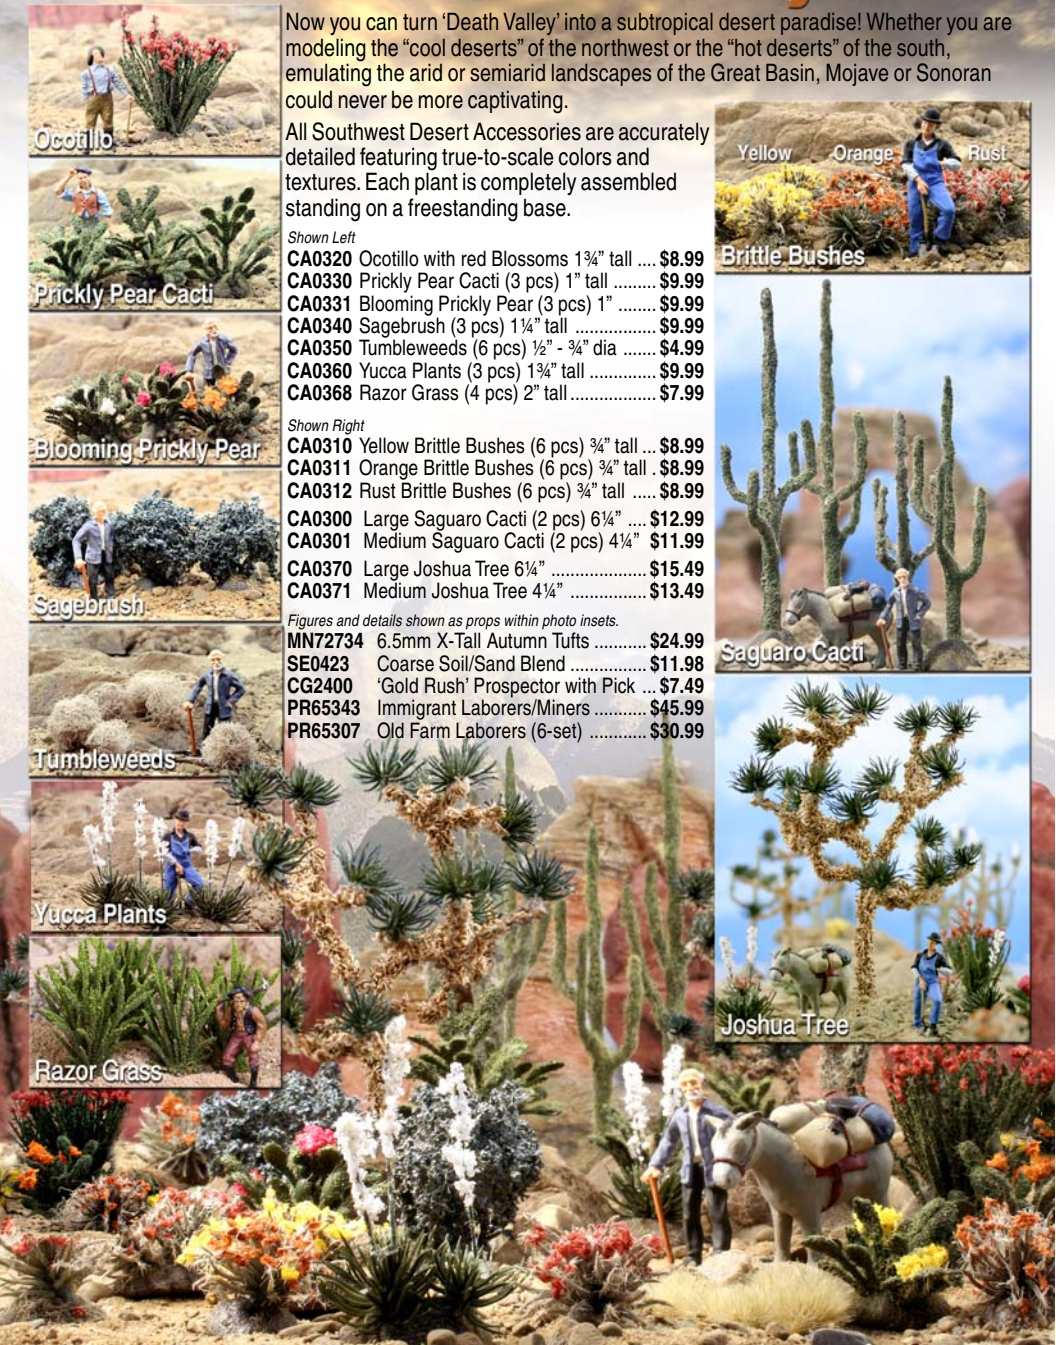 Now you can turn ‘Death Valley’ into a subtropical desert paradise! Whether you are
modeling the “cool deserts” of the northwest or the “hot deserts” of the south,
emulating the arid or semiarid landscapes of the Great Basin, Mojave or Sonoran
could never be more captivating.
All Southwest Desert Accessories are accurately
detailed featuring true-to-scale colors and
textures. Each plant is completely assembled
standing on a freestanding base.
Shown Left
CA0320 Ocotillo with red Blossoms 1¾” tall .... $8.99
CA0330 Prickly Pear Cacti (3 pcs) 1” tall ......... $9.99
CA0331 Blooming Prickly Pear (3 pcs) 1” ........ $9.99
CA0340 Sagebrush (3 pcs) 1¼” tall ................. $9.99
CA0350 Tumbleweeds (6 pcs) ½” - ¾” dia ....... $4.99
CA0360 Yucca Plants (3 pcs) 1¾” tall .............. $9.99
CA0368 Razor Grass (4 pcs) 2” tall.................. $7.99
Shown Right
CA0310 Yellow Brittle Bushes (6 pcs) ¾” tall ... $8.99
CA0311 Orange Brittle Bushes (6 pcs) ¾” tall . $8.99
CA0312 Rust Brittle Bushes (6 pcs) ¾” tall ..... $8.99
CA0300 Large Saguaro Cacti (2 pcs) 6¼” .... $12.99
CA0301 Medium Saguaro Cacti (2 pcs) 4¼” $11.99
CA0370 Large Joshua Tree 6¼” .................... $15.49
CA0371 Medium Joshua Tree 4¼” ................ $13.49
Figures and details shown as props within photo insets.
MN72734 6.5mm X-Tall Autumn Tufts ........... $24.99
SE0423 Coarse Soil/Sand Blend ................ $11.98
CG2400 ‘Gold Rush’ Prospector with Pick ... $7.49
PR65343 Immigrant Laborers/Miners ........... $45.99
PR65307 Old Farm Laborers (6-set) ............ $30.99
Ocotillo
Prickly Pear Cacti
Blooming Prickly Pear
Sagebrush
Tumbleweeds
Yucca Plants
Razor Grass
Yellow Orange Rust
Brittle Bushes
Saguaro Cacti
Joshua Tree